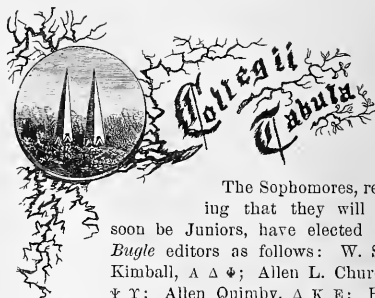 Collegii
Tabula
The Sophomores, re
ing that they will
soon be Juniors, have elected
Bugle editors as follows: W. S
Kimball, Α Δ Φ; Allen L. Chur
Ψ Υ; Allen Quimby, Δ Κ Ε; H